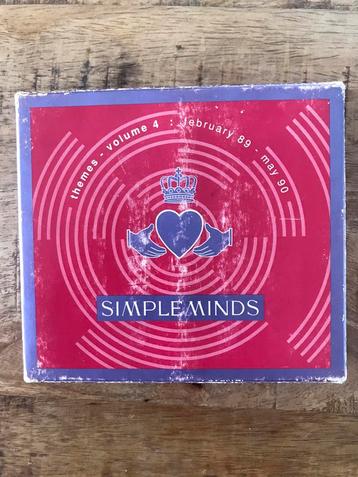 themes - volume 4 : february 89 - may 90
SIMPLE MINDS